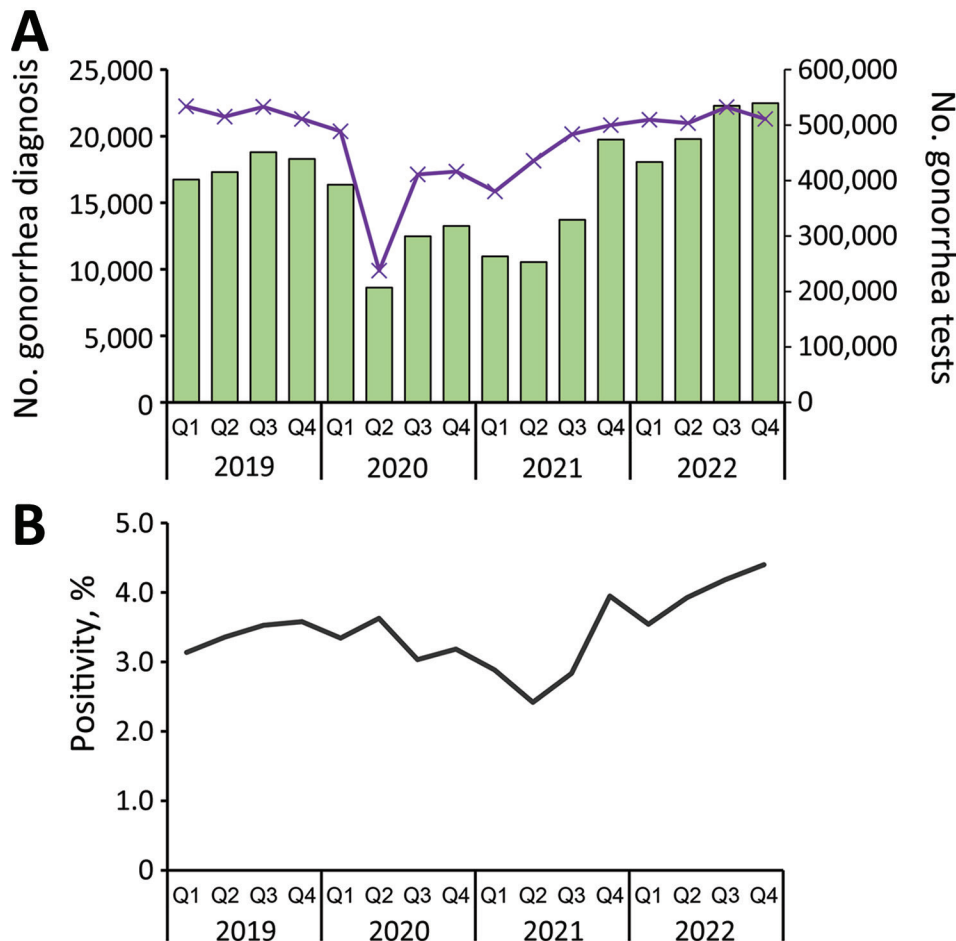 A
No. gonorrhea diagnosis
25,000
20,000
15,000
10,000
5,000
0
600,000
500,000
400,000
300,000
200,000
100,000
0
No. gonorrhea tests
Q1 Q2 Q3 Q4 Q1 Q2 Q3 Q4 Q1 Q2 Q3 Q4 Q1 Q2 Q3 Q4
2019 2020 2021 2022
B
Positivity, %
5.0
4.0
3.0
2.0
1.0
0
Q1 Q2 Q3 Q4 Q1 Q2 Q3 Q4 Q1 Q2 Q3 Q4 Q1 Q2 Q3 Q4
2019 2020 2021 2022